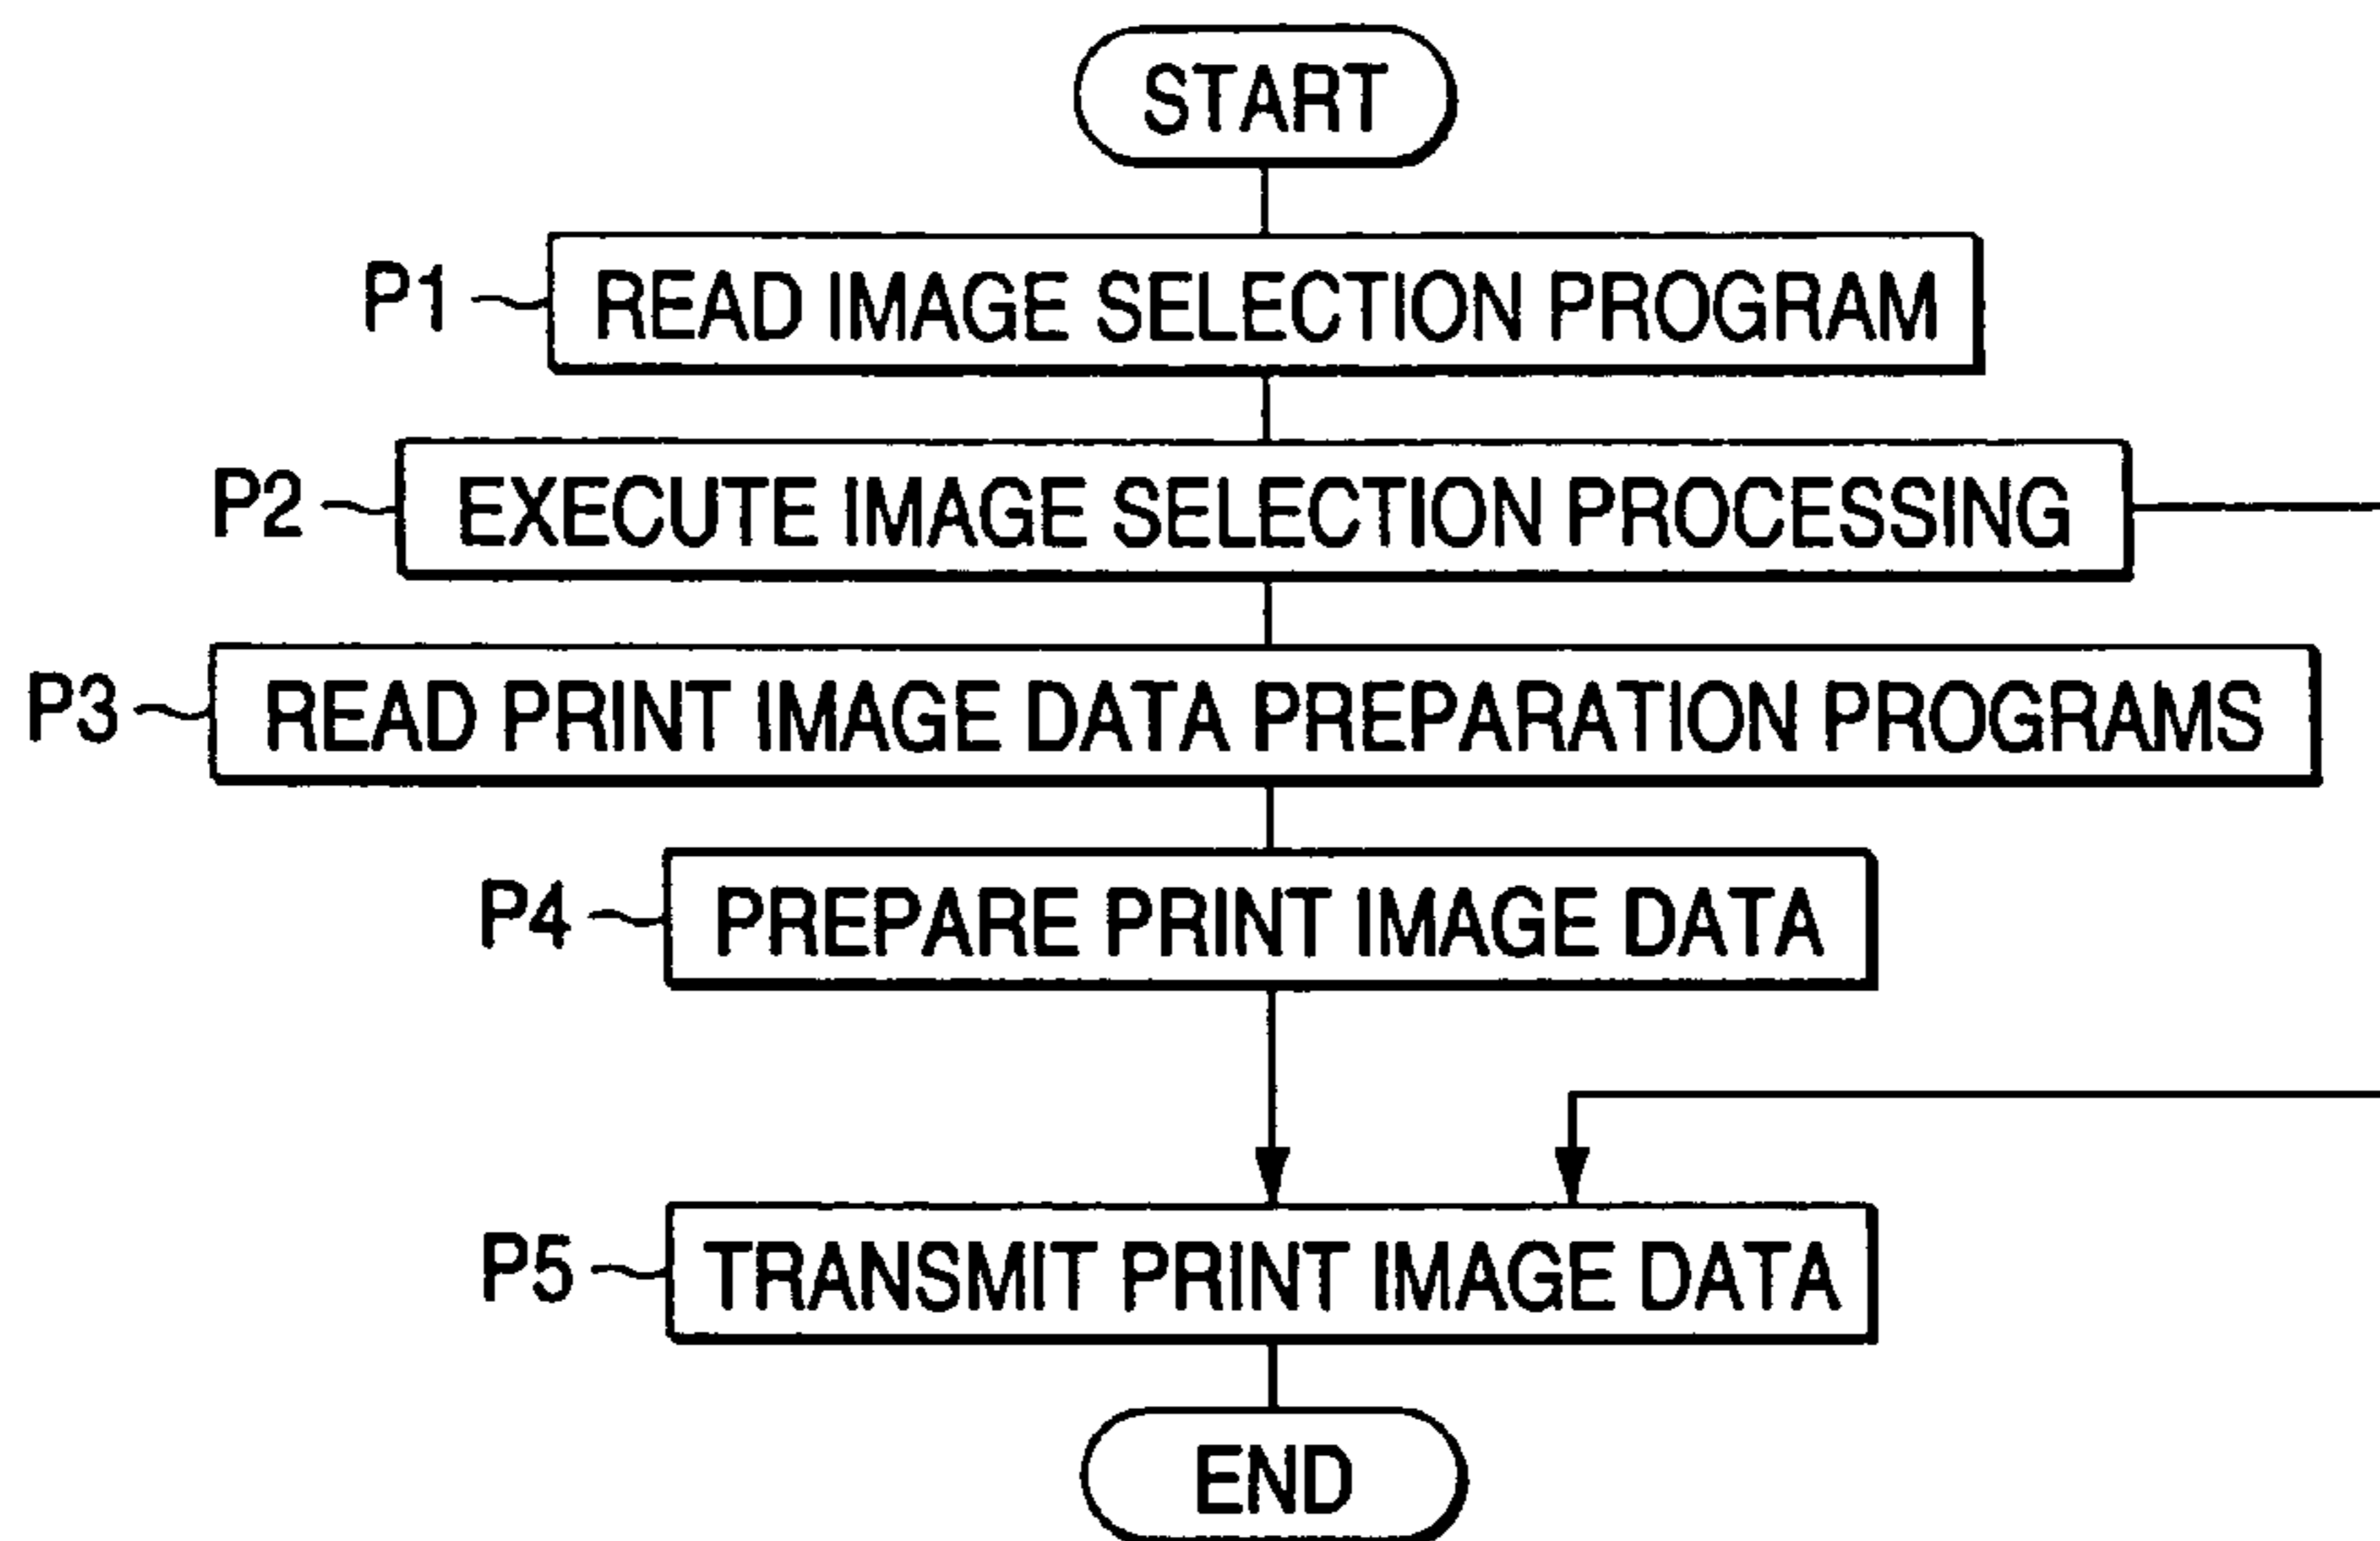 START
P1 READ IMAGE SELECTION PROGRAM
P2 EXECUTE IMAGE SELECTION PROCESSING
P3 READ PRINT IMAGE DATA PREPARATION PROGRAMS
P4 PREPARE PRINT IMAGE DATA
P5 TRANSMIT PRINT IMAGE DATA
END